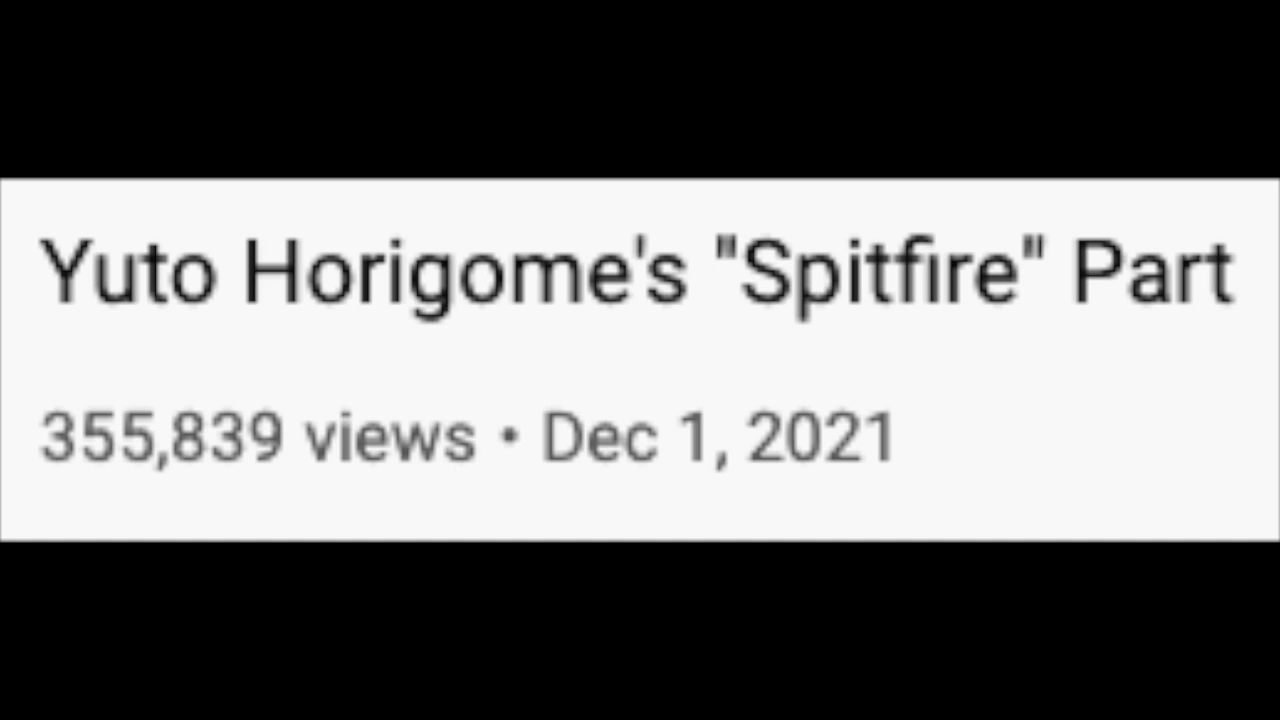 Yuto Horigome's "Spitfire" Part
355,839 views • Dec 1, 2021